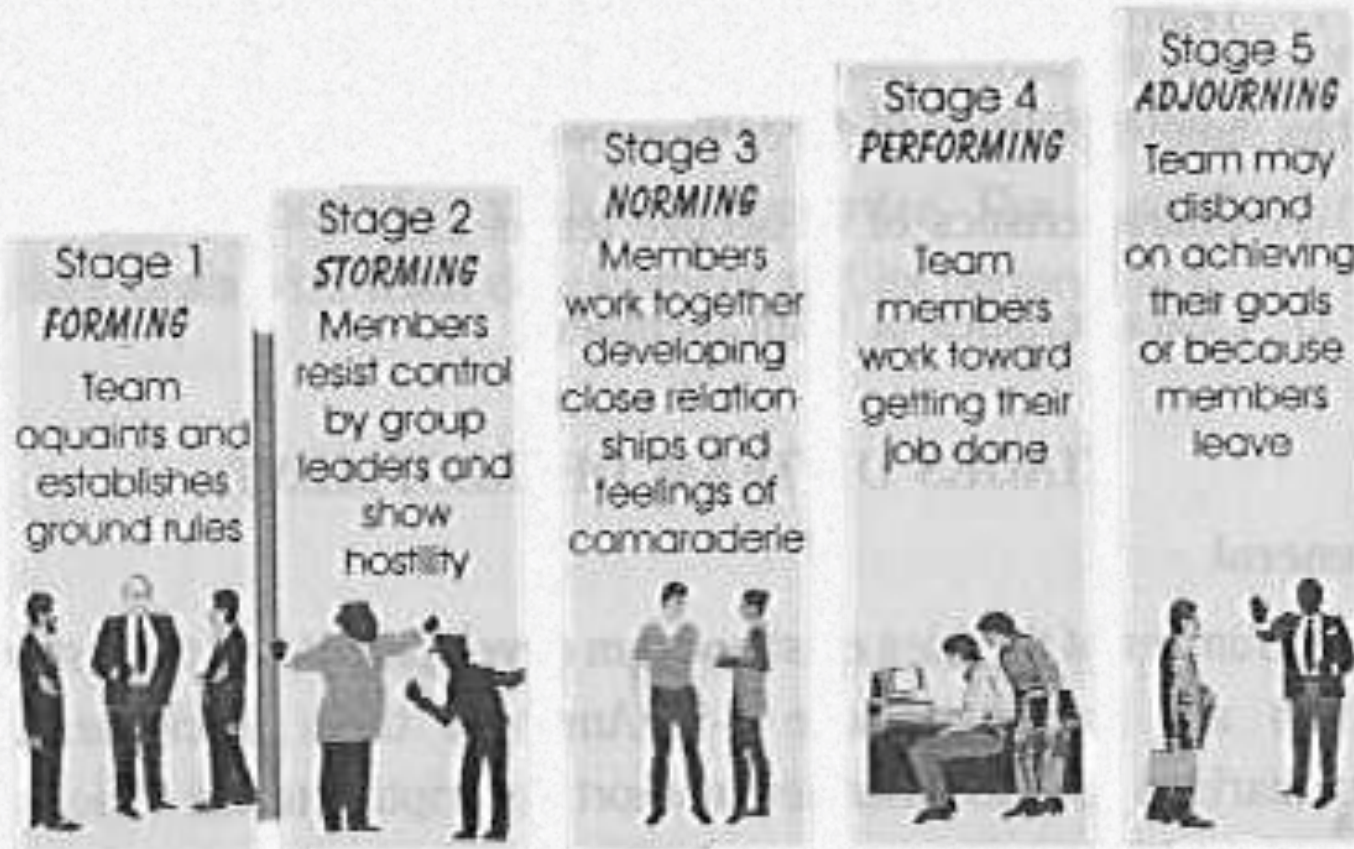 Stage 1
FORMING
Team
aquaints and
establishes
ground rules
Stage 2
STORMING
Members
resist control
by group
leaders and
show
hostility
Stage 3
NORMING
Members
work together
developing
close relation
ships and
feelings of
camaraderie
Stage 4
PERFORMING
Team
members
work toward
getting their
job done
Stage 5
ADJOURNING
Team may
disband
on achieving
their goals
or because
members
leave